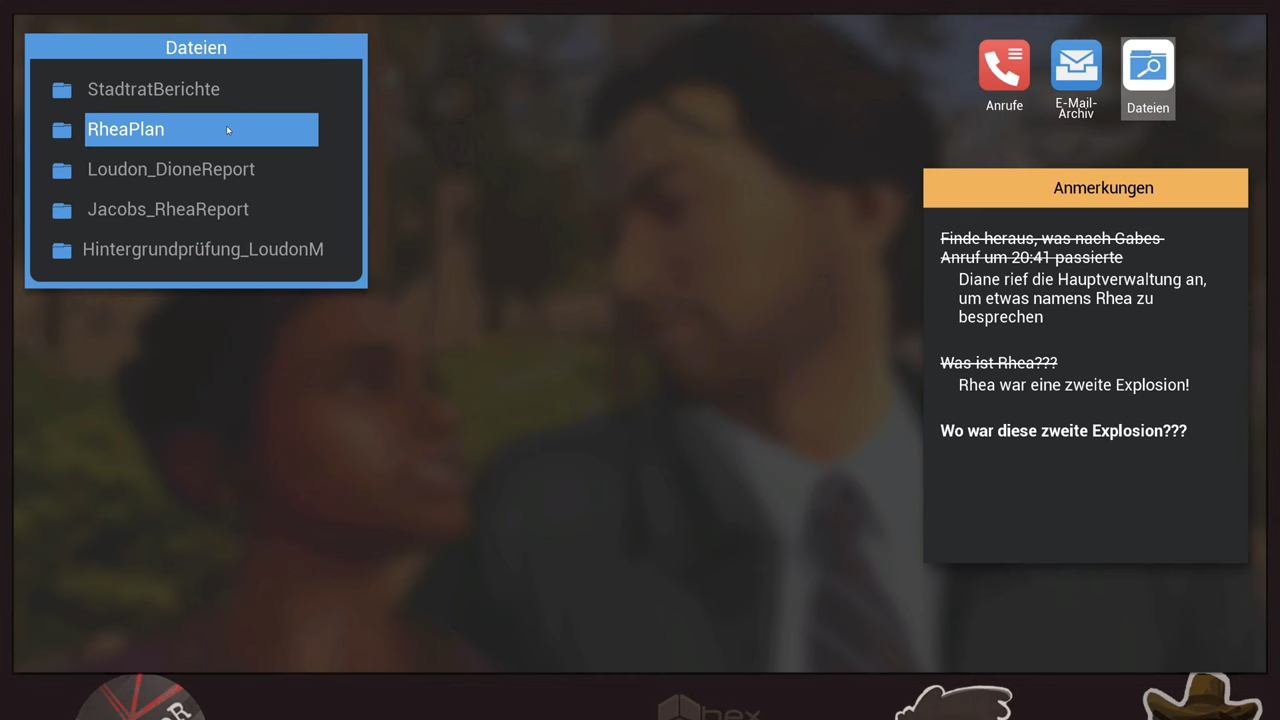 Dateien
StadtratBerichte
RheaPlan
Loudon_DioneReport
Jacobs_RheaReport
Hintergrundprüfung_LoudonM
Anrufe
E-Mail-
Archiv
Dateien
Anmerkungen
Finde heraus, was nach Gabes
Anruf um 20:41 passierte
Diane rief die Hauptverwaltung an,
um etwas namens Rhea zu
besprechen
Was ist Rhea???
Rhea war eine zweite Explosion!
Wo war diese zweite Explosion???
hex